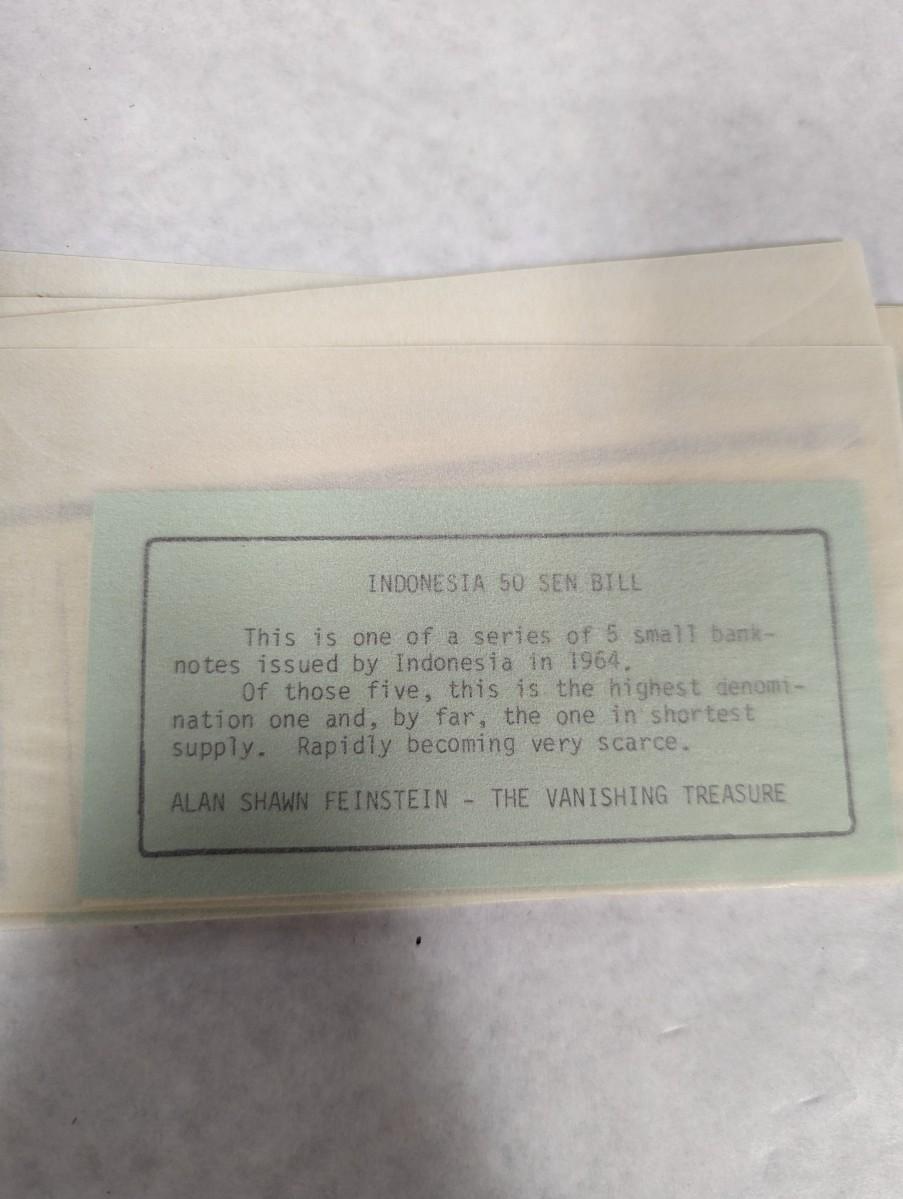 INDONESIA 50 SEN BILL
This is one of a series of 5 small bank-
notes issued by Indonesia in 1964.
Of those five, this is the highest denomi-
nation one and, by far, the one in shortest
supply. Rapidly becoming very scarce.
ALAN SHAWN FEINSTEIN - THE VANISHING TREASURE